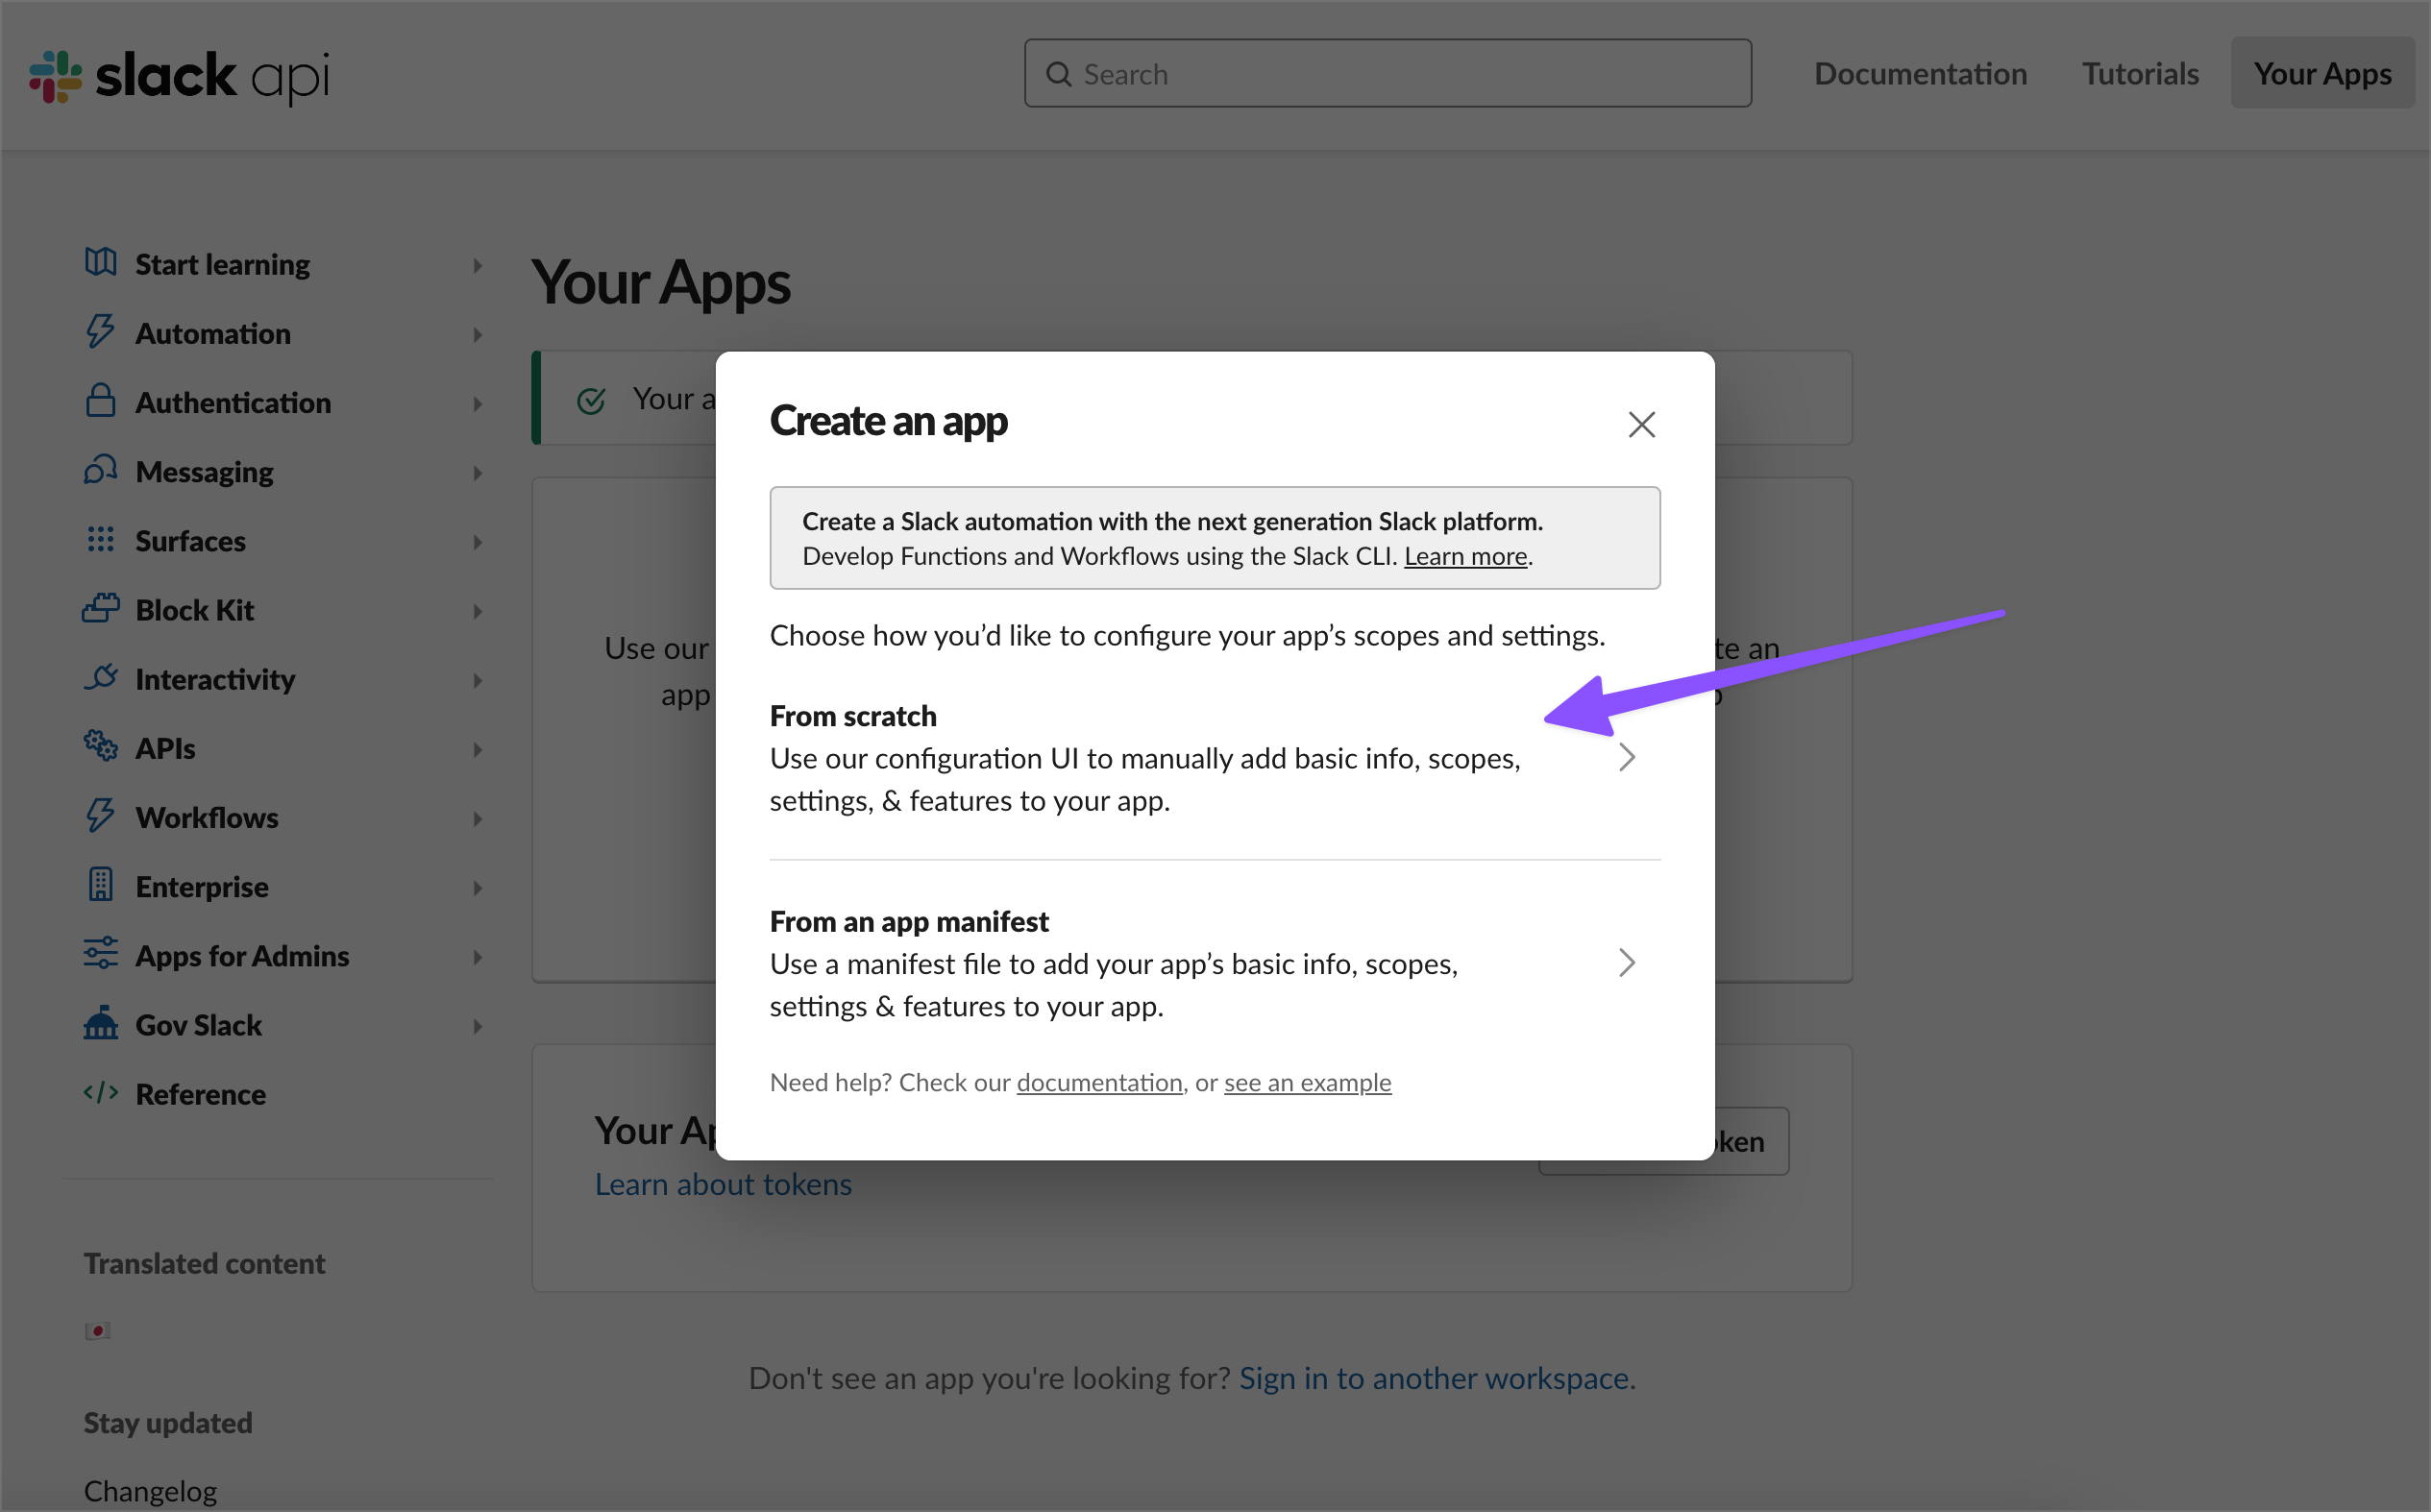 slack api
Search
Documentation
Tutorials
Your Apps
Start learning
Automation
Authentication
Messaging
Surfaces
Block Kit
Interactivity
APIs
Workflows
Enterprise
Apps for Admins
Gov Slack
Reference
Translated content
Stay updated
Changelog
Your Apps
Your a
Use our
app
te an
Create an app
Create a Slack automation with the next generation Slack platform.
Develop Functions and Workflows using the Slack CLI. Learn more.
Choose how you’d like to configure your app’s scopes and settings.
From scratch
Use our configuration UI to manually add basic info, scopes,
settings, & features to your app.
From an app manifest
Use a manifest file to add your app’s basic info, scopes,
settings & features to your app.
Need help? Check our documentation, or see an example
Your Ap
oken
Learn about tokens
Don't see an app you're looking for? Sign in to another workspace.